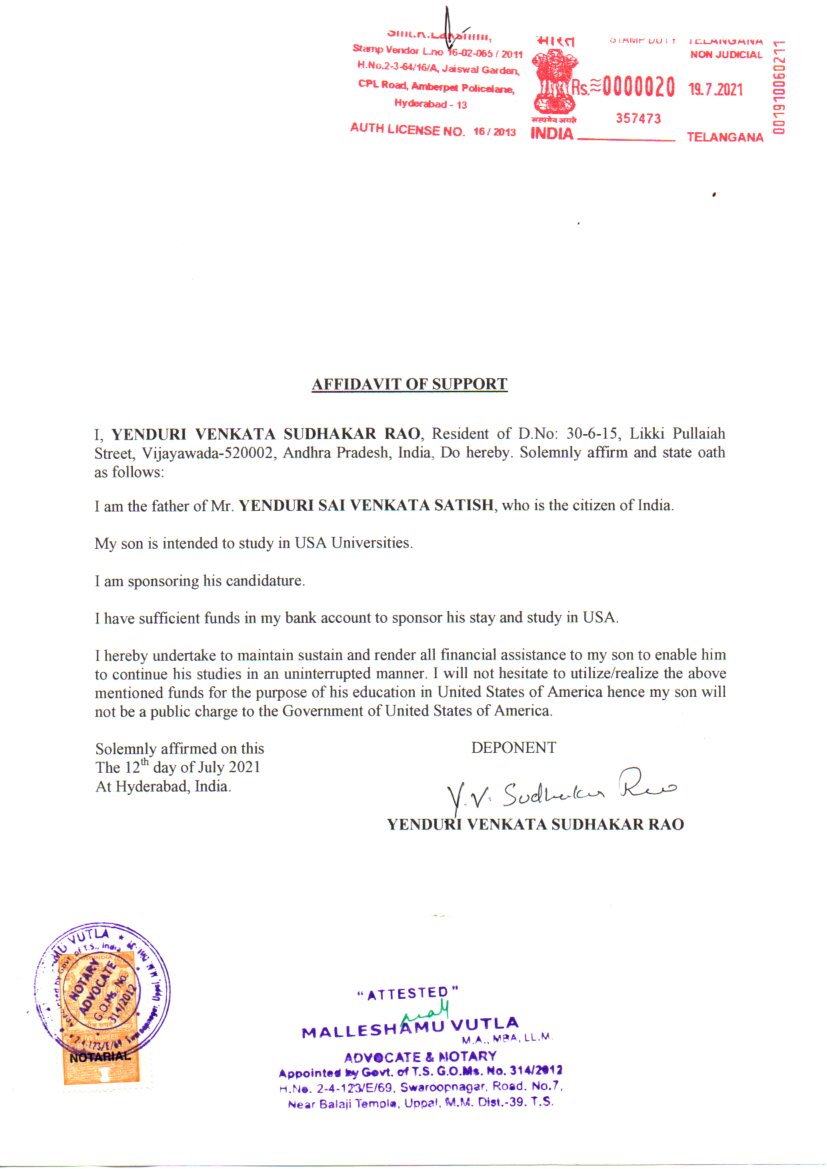 Stamp Vendor L.no 16-02-065 / 2011
H.No.2-3-64/16/A, Jaiswal Garden,
CPL Road, Amberpet Policelane,
Hyderabad - 13
AUTH LICENSE NO. 16 / 2013
भारत
सत्यमेव जयते
INDIA
STAMP DUTY TELANGANA
NON JUDICIAL
Rs.≈0000020 19.7.2021
357473
TELANGANA
00191006021 1
AFFIDAVIT OF SUPPORT
I, YENDURI VENKATA SUDHAKAR RAO, Resident of D.No: 30-6-15, Likki Pullaiah
Street, Vijayawada-520002, Andhra Pradesh, India, Do hereby. Solemnly affirm and state oath
as follows:
I am the father of Mr. YENDURI SAI VENKATA SATISH, who is the citizen of India.
My son is intended to study in USA Universities.
I am sponsoring his candidature.
I have sufficient funds in my bank account to sponsor his stay and study in USA.
I hereby undertake to maintain sustain and render all financial assistance to my son to enable him
to continue his studies in an uninterrupted manner. I will not hesitate to utilize/realize the above
mentioned funds for the purpose of his education in United States of America hence my son will
not be a public charge to the Government of United States of America.
Solemnly affirmed on this
The 12th day of July 2021
At Hyderabad, India.
DEPONENT
Y.V. Sudhakar Rao
YENDURI VENKATA SUDHAKAR RAO
VUTLA
NOTARY
ADVOCATE
G.O.Ms. No.
314/2012
NOTARIAL
"ATTESTED"
MALLESHAMU VUTLA
M.A., MBA, LL.M.
ADVOCATE & NOTARY
Appointed by Govt. of T.S. G.O.Ms. No. 314/2012
H.No. 2-4-123/E/69, Swaroopnagar, Road. No.7,
Near Balaji Temple, Uppal, M.M. Dist.-39. T.S.